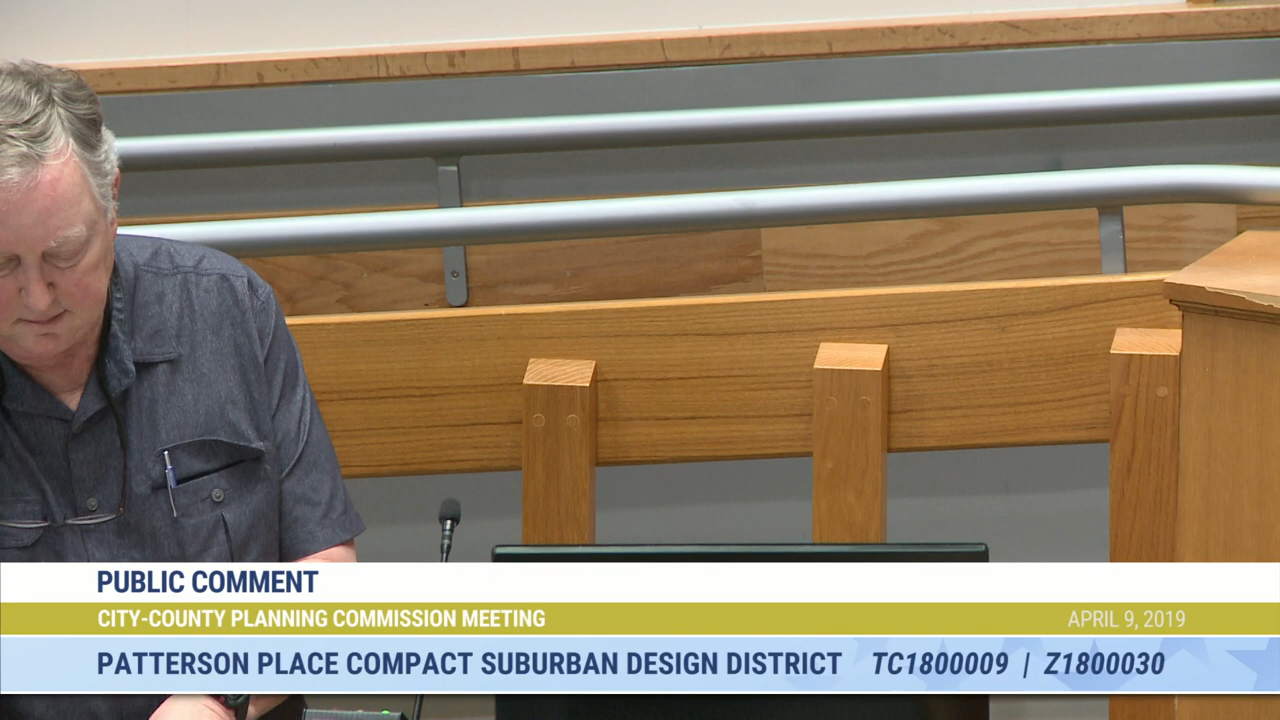 PUBLIC COMMENT
CITY-COUNTY PLANNING COMMISSION MEETING APRIL 9, 2019
PATTERSON PLACE COMPACT SUBURBAN DESIGN DISTRICT TC1800009 | Z1800030